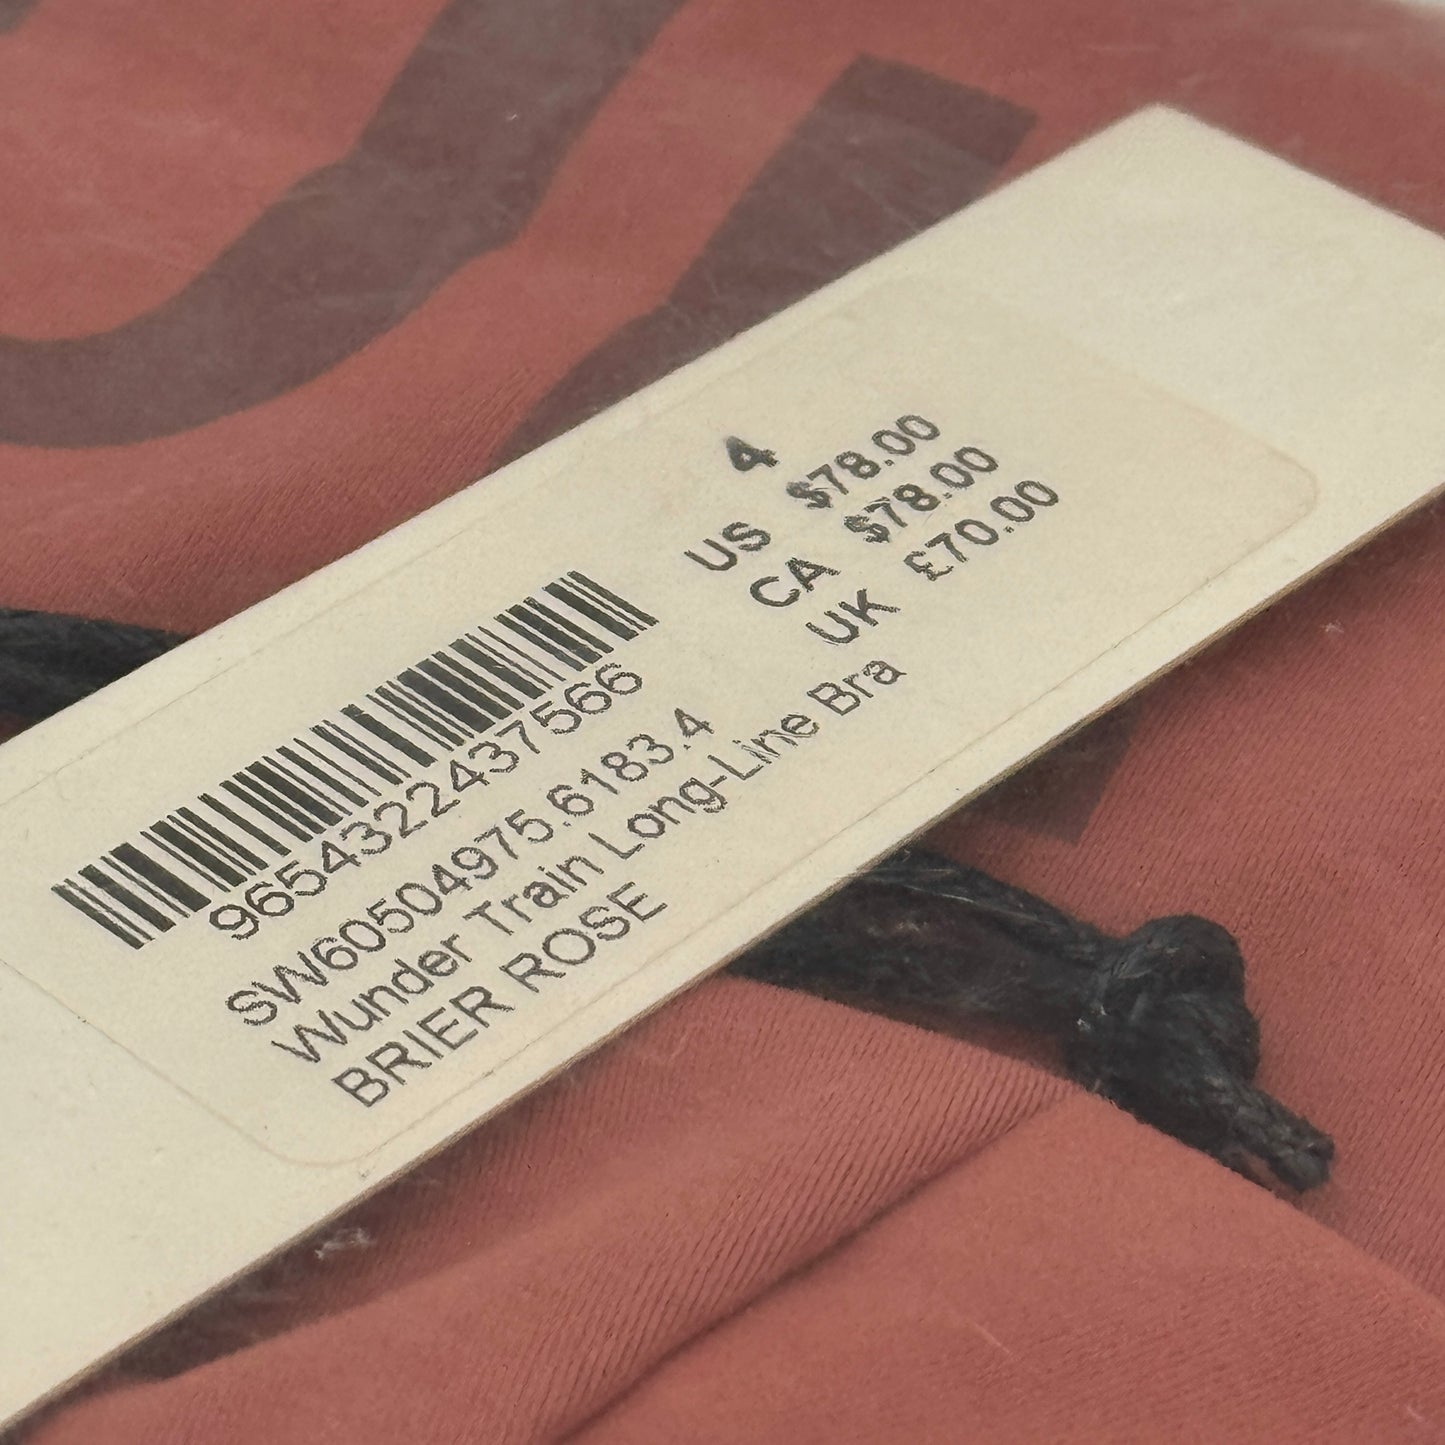 4
US $78.00
CA $78.00
UK £70.00
9654322437566
SW60504975.6183.4
Wunder Train Long-Line Bra
BRIER ROSE